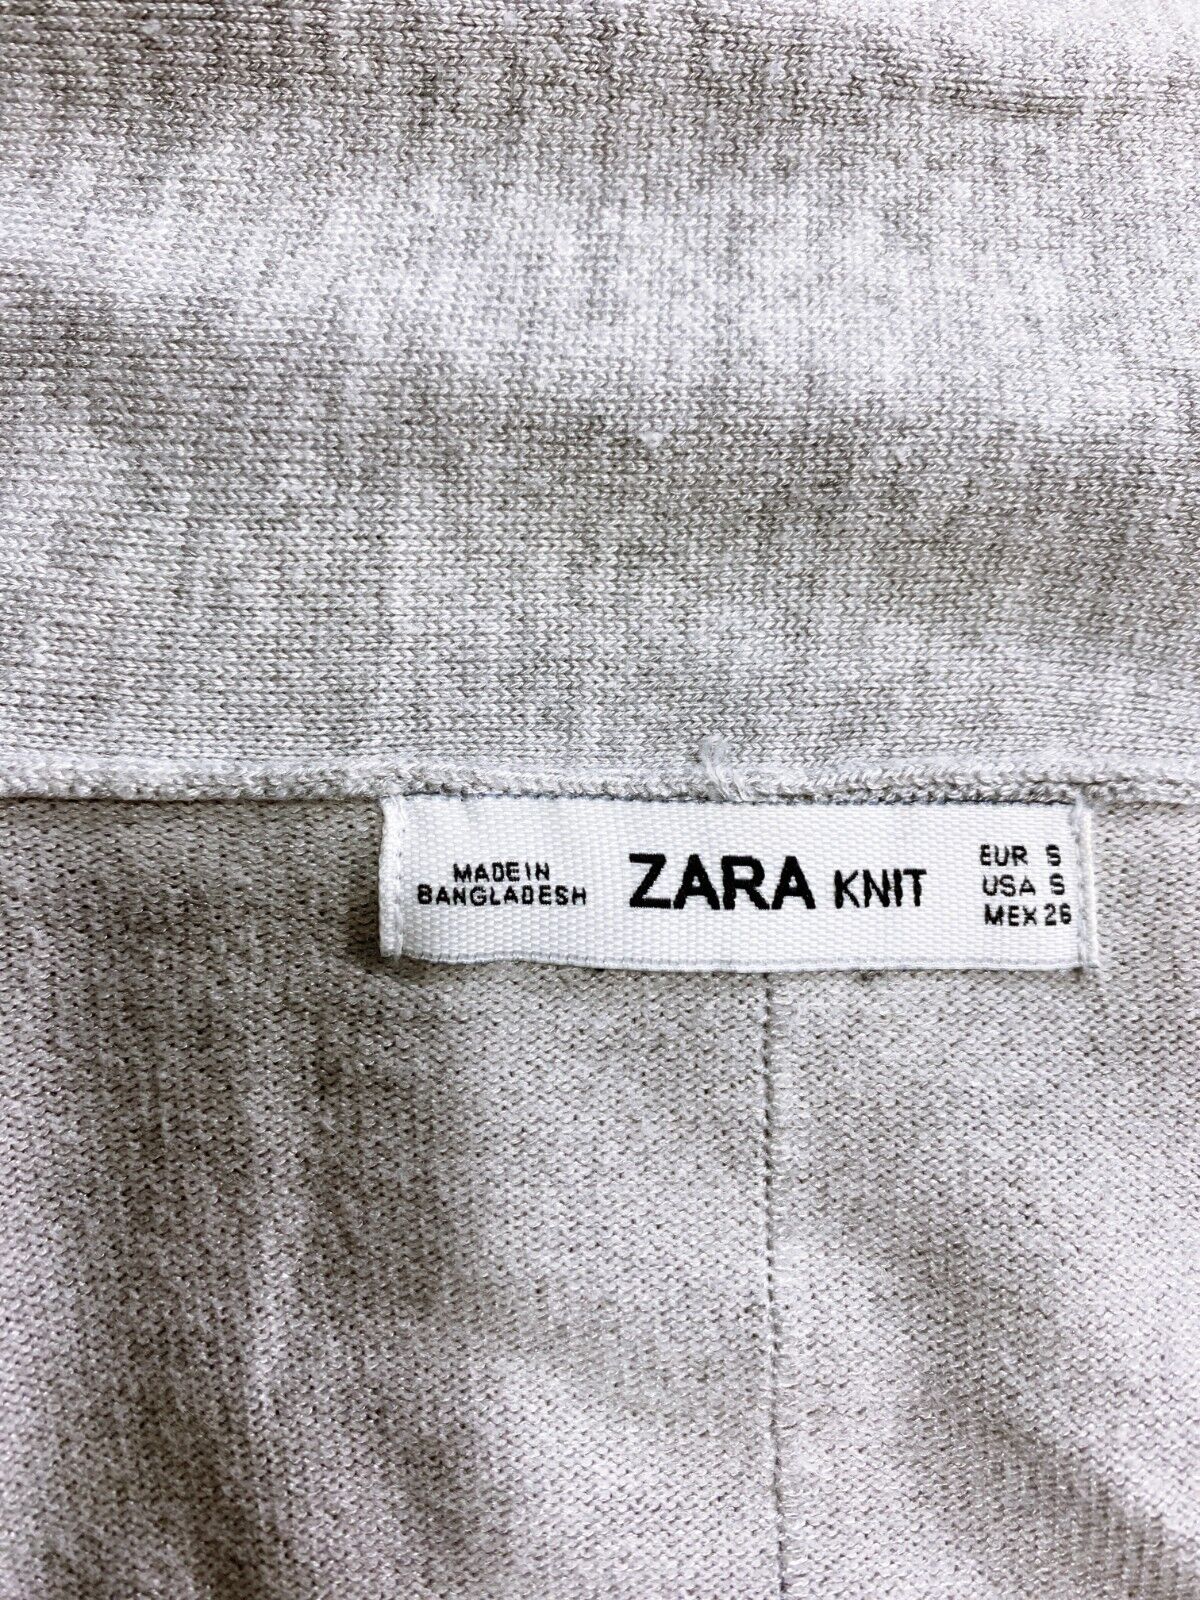 MADE IN
BANGLADESH
ZARA KNIT
EUR S
USA S
MEX 26